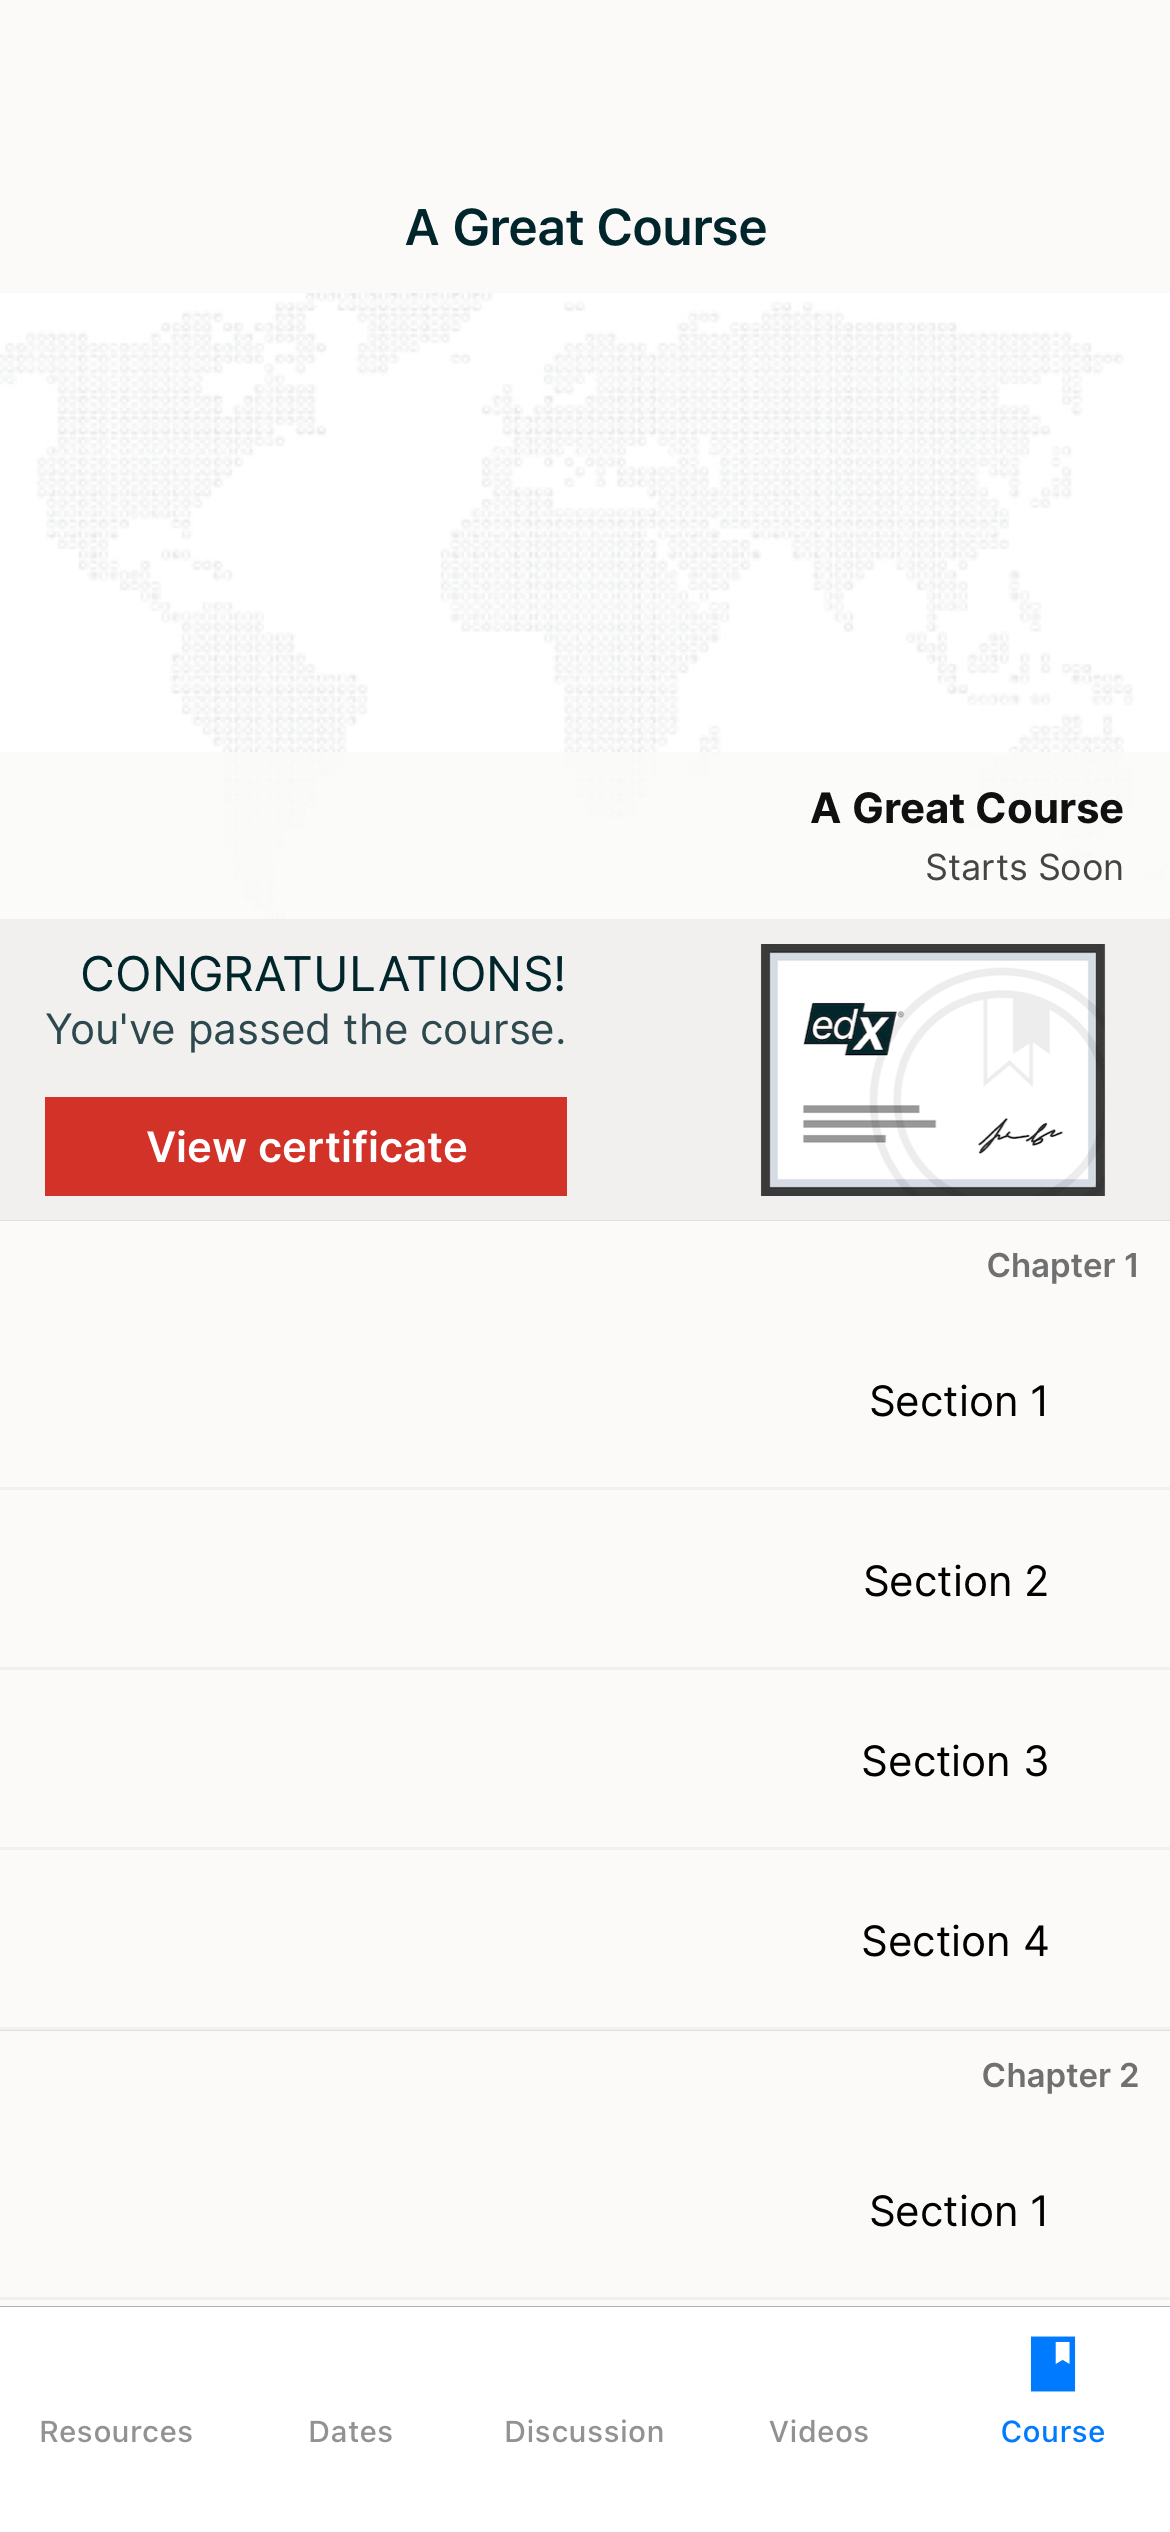 A Great Course
A Great Course
Starts Soon
CONGRATULATIONS!
You've passed the course.
View certificate
edX
Chapter 1
Section 1
Section 2
Section 3
Section 4
Chapter 2
Section 1
Resources
Dates
Discussion
Videos
Course